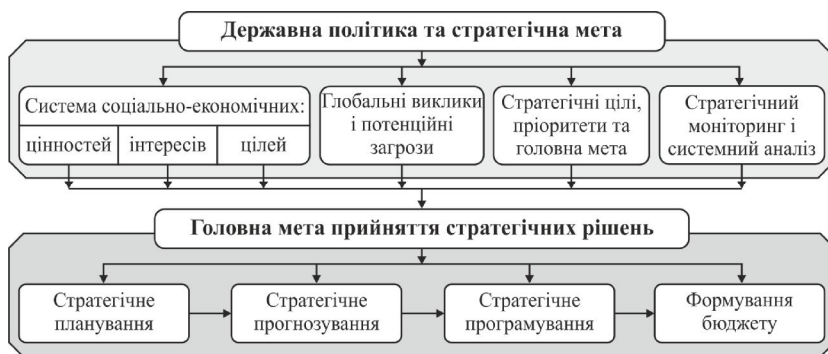 Державна політика та стратегічна мета
Система соціально-економічних:
цінностей
інтересів
цілей
Глобальні виклики
і потенційні
загрози
Стратегічні цілі,
пріоритети та
головна мета
Стратегічний
моніторинг і
системний аналіз
Головна мета прийняття стратегічних рішень
Стратегічне
планування
Стратегічне
прогнозування
Стратегічне
програмування
Формування
бюджету